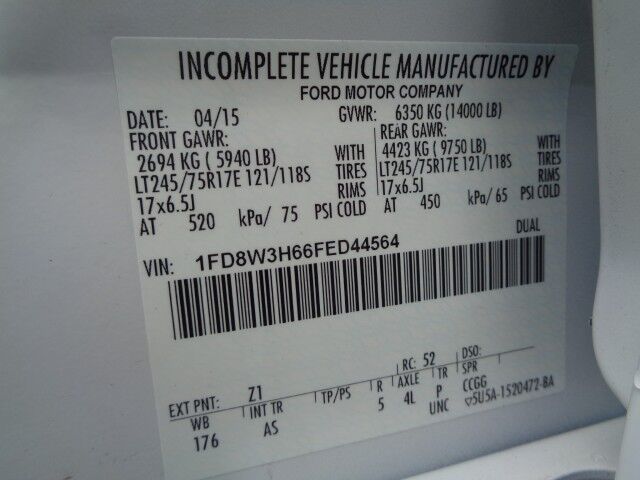 INCOMPLETE VEHICLE MANUFACTURED BY
FORD MOTOR COMPANY
DATE: 04/15 GVWR: 6350 KG (14000 LB)
FRONT GAWR: REAR GAWR:
2694 KG ( 5940 LB) WITH 4423 KG ( 9750 LB) WITH
LT245/75R17E 121/118S TIRES LT245/75R17E 121/118S TIRES
17x6.5J RIMS 17x6.5J RIMS
AT 520 kPa/ 75 PSI COLD AT 450 kPa/ 65 PSI COLD
DUAL
VIN: 1FD8W3H66FED44564
EXT PNT: Z1 RC: 52 DSO:
WB INT TR TP/PS R AXLE TR SPR
176 AS 5 4L P CCGG
UNC ▽5U5A-1520472-BA